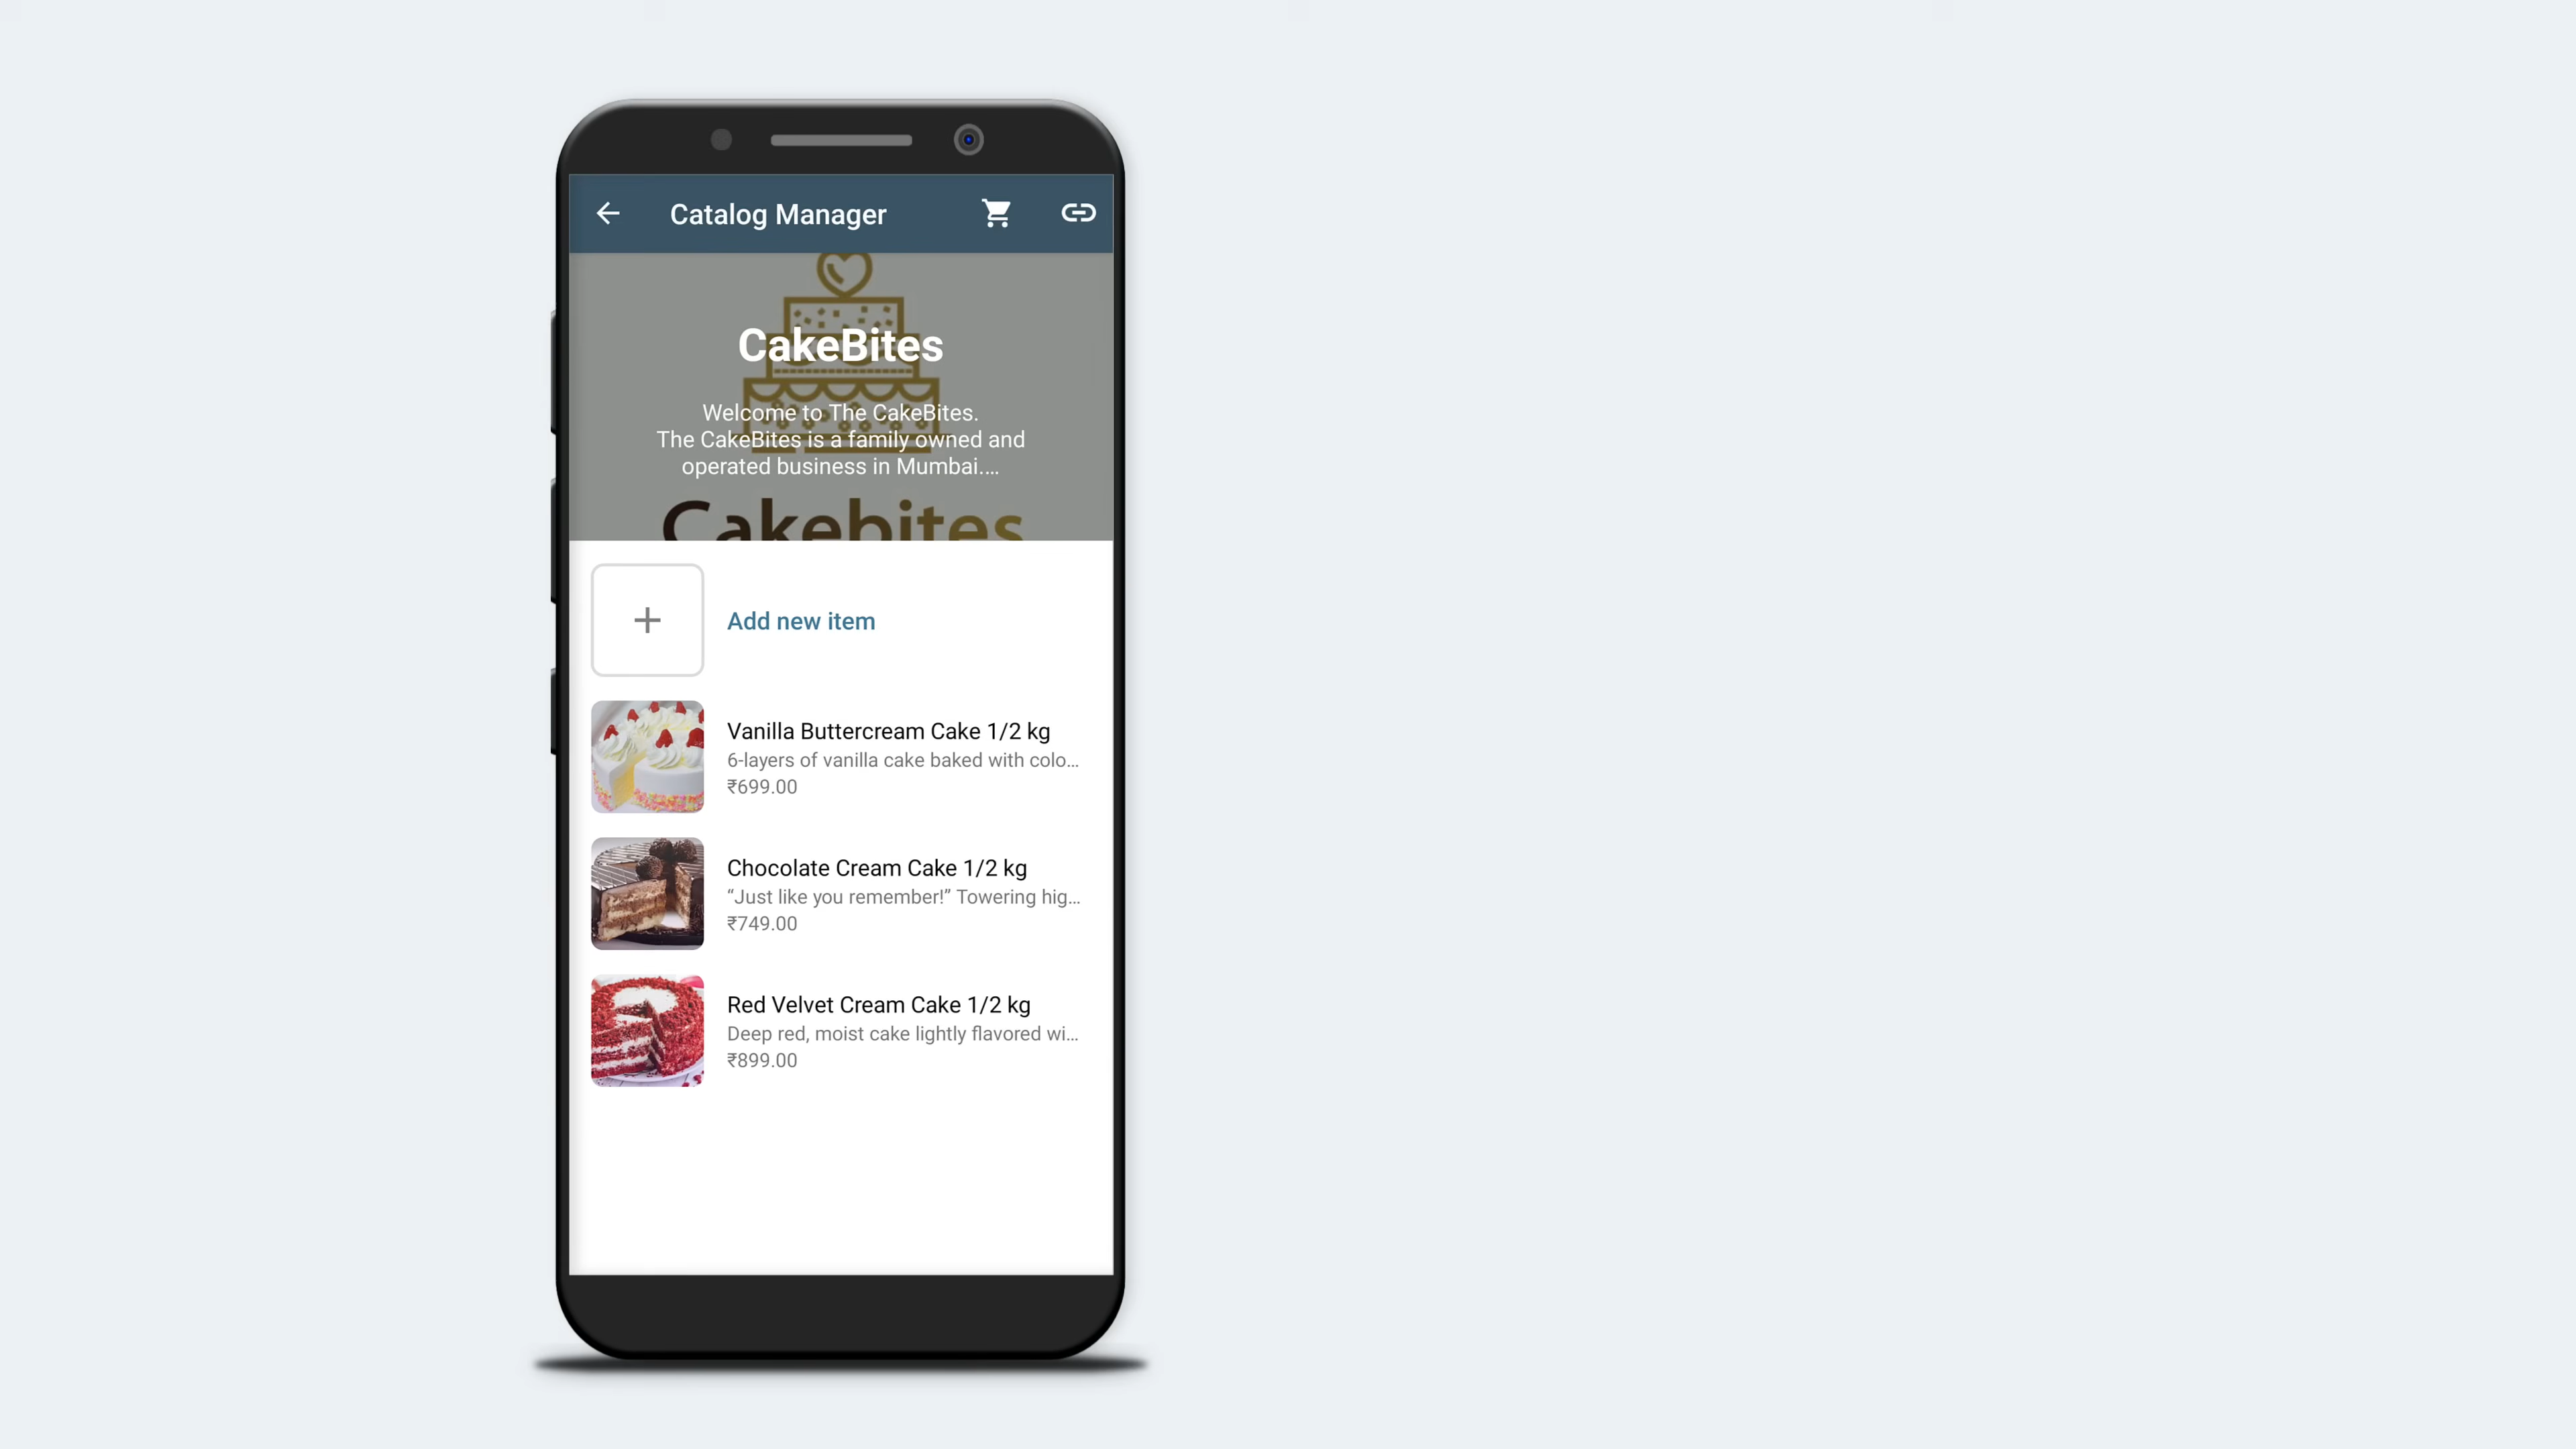 Catalog Manager
CakeBites
Welcome to The CakeBites.
The CakeBites is a family owned and
operated business in Mumbai....
Cakebites
Add new item
Vanilla Buttercream Cake 1/2 kg
6-layers of vanilla cake baked with colo...
₹699.00
Chocolate Cream Cake 1/2 kg
“Just like you remember!” Towering hig...
₹749.00
Red Velvet Cream Cake 1/2 kg
Deep red, moist cake lightly flavored wi...
₹899.00